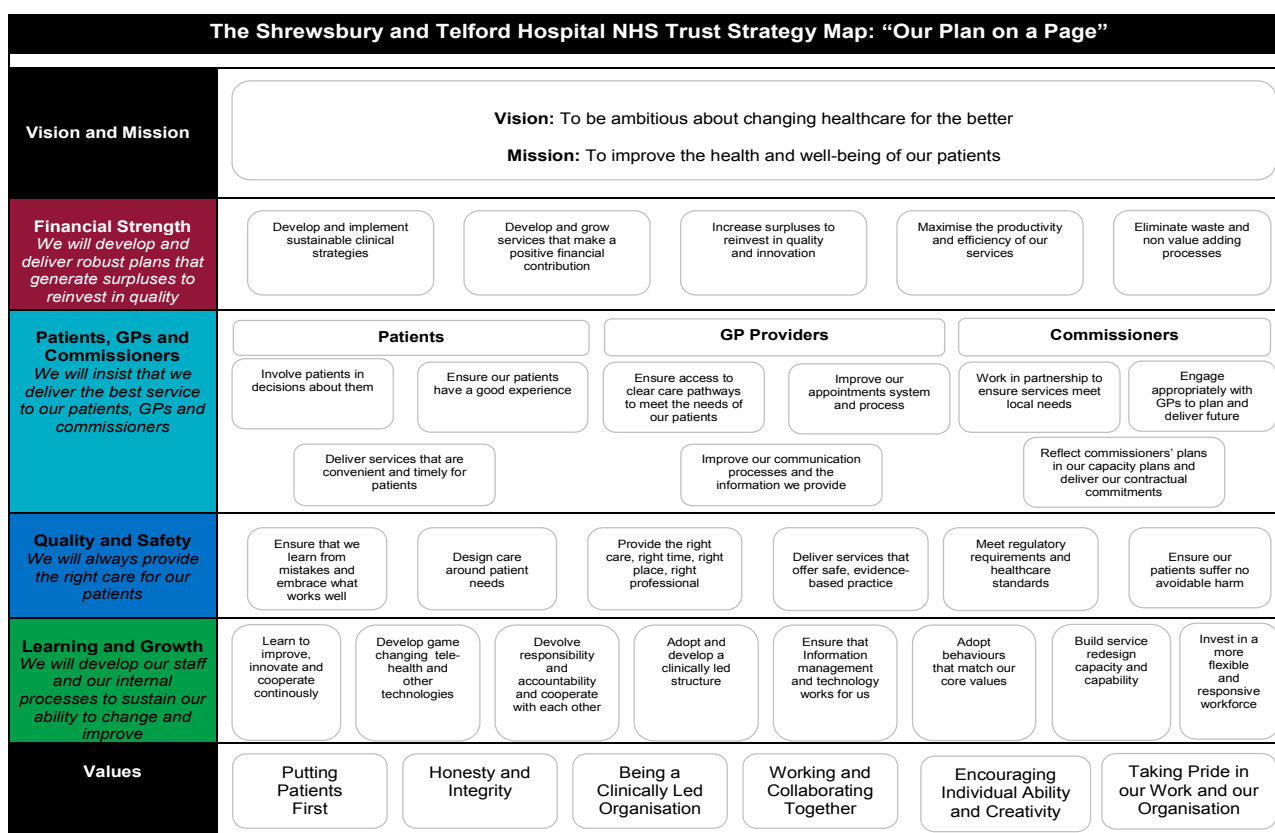 The Shrewsbury and Telford Hospital NHS Trust Strategy Map: “Our Plan on a Page”
Vision and Mission
Vision: To be ambitious about changing healthcare for the better
Mission: To improve the health and well-being of our patients
Financial Strength
We will develop and
deliver robust plans that
generate surpluses to
reinvest in quality
Develop and implement
sustainable clinical
strategies
Develop and grow
services that make a
positive financial
contribution
Increase surpluses to
reinvest in quality
and innovation
Maximise the productivity
and efficiency of our
services
Eliminate waste and
non value adding
processes
Patients, GPs and
Commissioners
We will insist that we
deliver the best service
to our patients, GPs and
commissioners
Patients
Involve patients in
decisions about them
Ensure our patients
have a good experience
Deliver services that are
convenient and timely for
patients
GP Providers
Ensure access to
clear care pathways
to meet the needs of
our patients
Improve our
appointments system
and process
Improve our communication
processes and the
information we provide
Commissioners
Work in partnership to
ensure services meet
local needs
Engage
appropriately with
GPs to plan and
deliver future
Reflect commissioners’ plans
in our capacity plans and
deliver our contractual
commitments
Quality and Safety
We will always provide
the right care for our
patients
Ensure that we
learn from
mistakes and
embrace what
works well
Design care
around patient
needs
Provide the right
care, right time, right
place, right
professional
Deliver services that
offer safe, evidence-
based practice
Meet regulatory
requirements and
healthcare
standards
Ensure our
patients suffer no
avoidable harm
Learning and Growth
We will develop our staff
and our internal
processes to sustain our
ability to change and
improve
Learn to
improve,
innovate and
cooperate
continously
Develop game
changing tele-
health and
other
technologies
Devolve
responsibility
and
accountability
and cooperate
with each other
Adopt and
develop a
clinically led
structure
Ensure that
Information
management
and technology
works for us
Adopt
behaviours
that match our
core values
Build service
redesign
capacity and
capability
Invest in a
more
flexible
and
responsive
workforce
Values
Putting
Patients
First
Honesty and
Integrity
Being a
Clinically Led
Organisation
Working and
Collaborating
Together
Encouraging
Individual Ability
and Creativity
Taking Pride in
our Work and our
Organisation